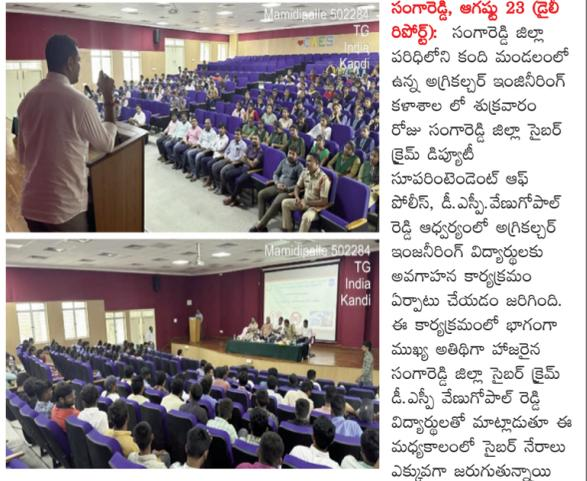 Mamidipalle 502284
TG
India
Kandi
Mamidipalle 502284
TG
India
Kandi
సంగారెడ్డి, ఆగష్టు 23 (డైలీ
రిపోర్ట్): సంగారెడ్డి జిల్లా
పరిధిలోని కంది మండలంలో
ఉన్న అగ్రికల్చర్ ఇంజినీరింగ్
కళాశాల లో శుక్రవారం
రోజు సంగారెడ్డి జిల్లా సైబర్
క్రైమ్ డిప్యూటీ
సూపరింటెండెంట్ ఆఫ్
పోలీస్, డీ.ఎస్పీ.వేణుగోపాల్
రెడ్డి ఆధ్వర్యంలో అగ్రికల్చర్
ఇంజనీరింగ్ విద్యార్థులకు
అవగాహన కార్యక్రమం
ఏర్పాటు చేయడం జరిగింది.
ఈ కార్యక్రమంలో భాగంగా
ముఖ్య అతిథిగా హాజరైన
సంగారెడ్డి జిల్లా సైబర్ క్రైమ్
డీ.ఎస్పీ వేణుగోపాల్ రెడ్డి
విద్యార్థులతో మాట్లాడుతూ ఈ
మధ్యకాలంలో సైబర్ నేరాలు
ఎక్కువగా జరుగుతున్నాయి